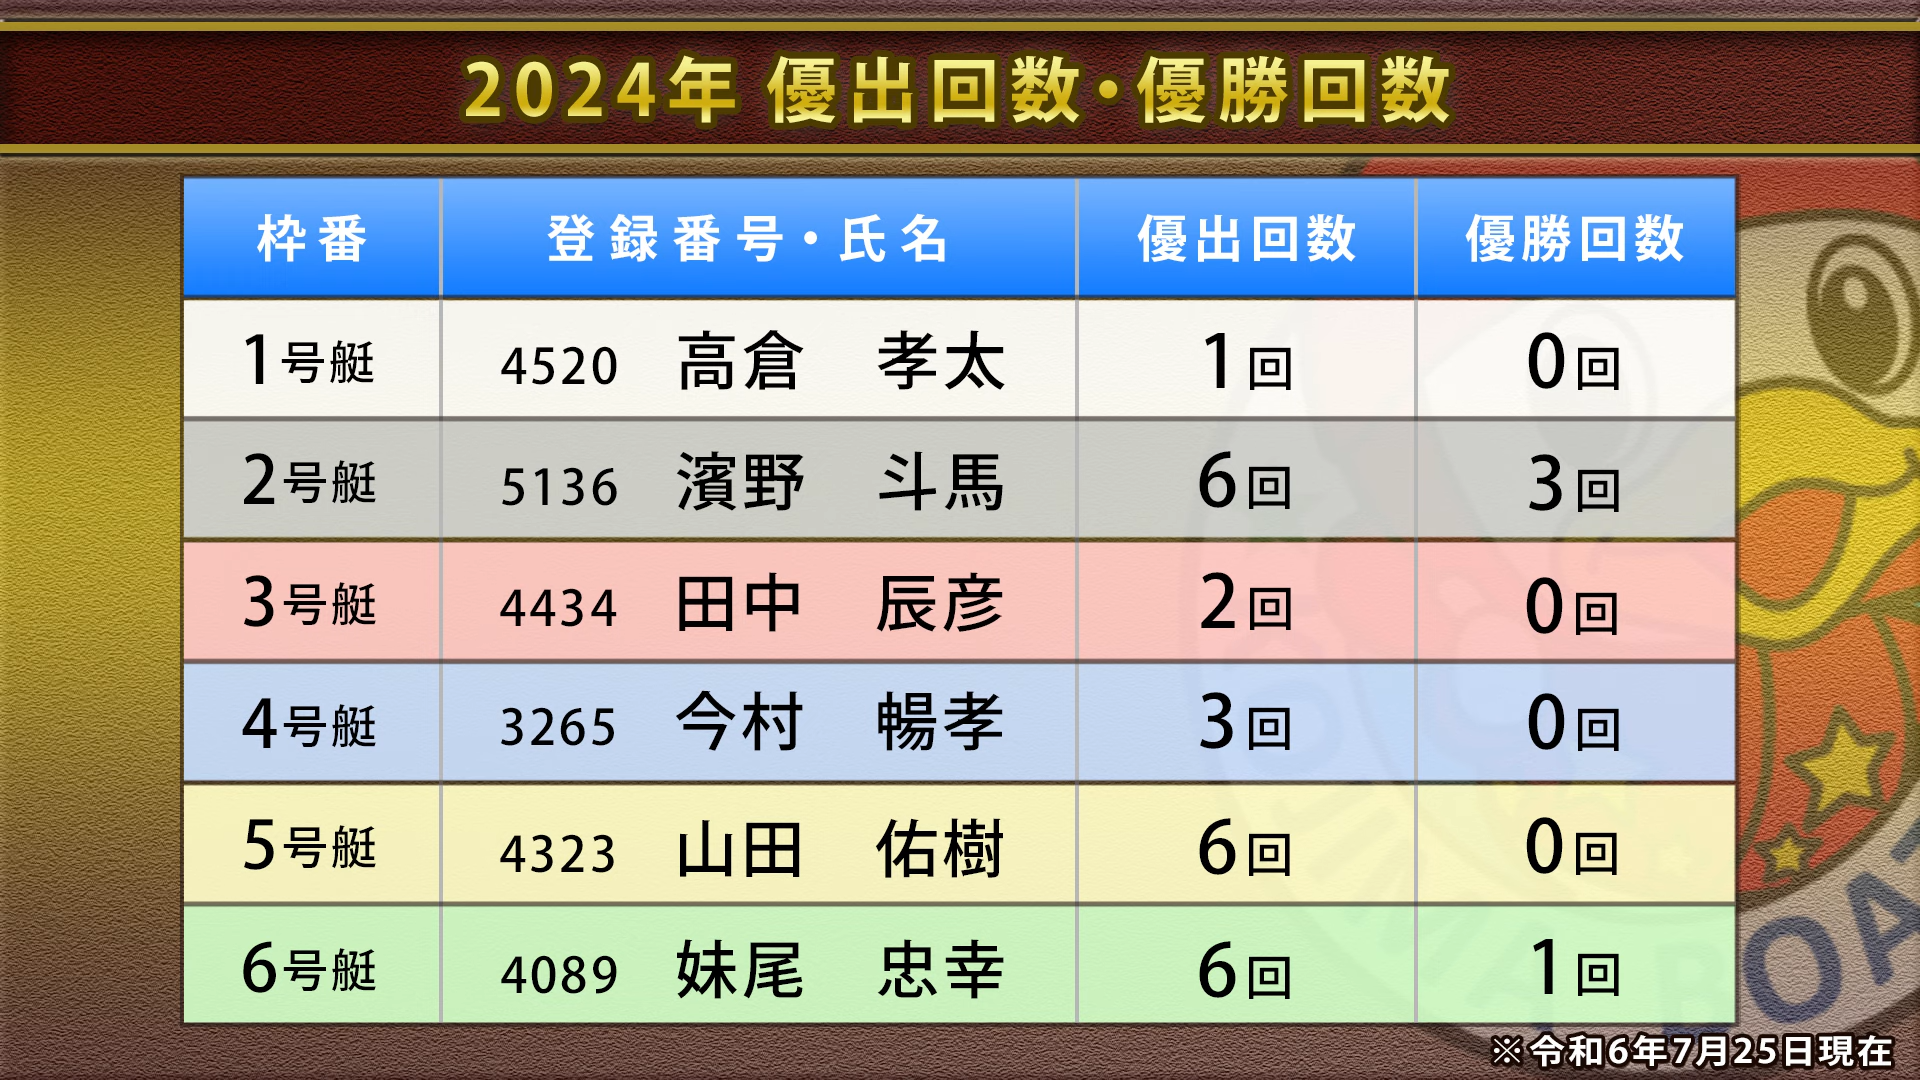 2024年 優出回数・優勝回数
枠番 登録番号・氏名 優出回数 優勝回数
1号艇 4520 高倉 孝太 1回 0回
2号艇 5136 濱野 斗馬 6回 3回
3号艇 4434 田中 辰彦 2回 0回
4号艇 3265 今村 暢孝 3回 0回
5号艇 4323 山田 佑樹 6回 0回
6号艇 4089 妹尾 忠幸 6回 1回
BOAT
※令和6年7月25日現在